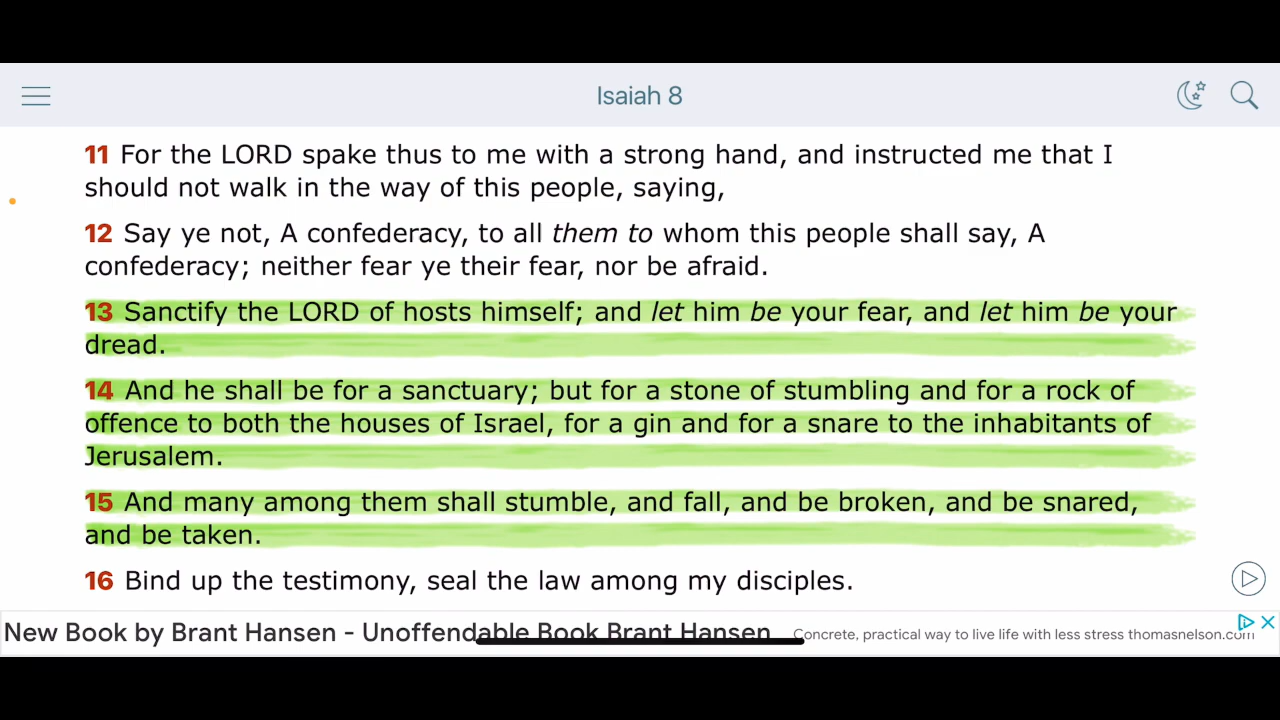 Isaiah 8
11 For the LORD spake thus to me with a strong hand, and instructed me that I
should not walk in the way of this people, saying,
12 Say ye not, A confederacy, to all them to whom this people shall say, A
confederacy; neither fear ye their fear, nor be afraid.
13 Sanctify the LORD of hosts himself; and let him be your fear, and let him be your
dread.
14 And he shall be for a sanctuary; but for a stone of stumbling and for a rock of
offence to both the houses of Israel, for a gin and for a snare to the inhabitants of
Jerusalem.
15 And many among them shall stumble, and fall, and be broken, and be snared,
and be taken.
16 Bind up the testimony, seal the law among my disciples.
New Book by Brant Hansen - Unoffendable Book Brant Hansen Concrete, practical way to live life with less stress thomasnelson.com